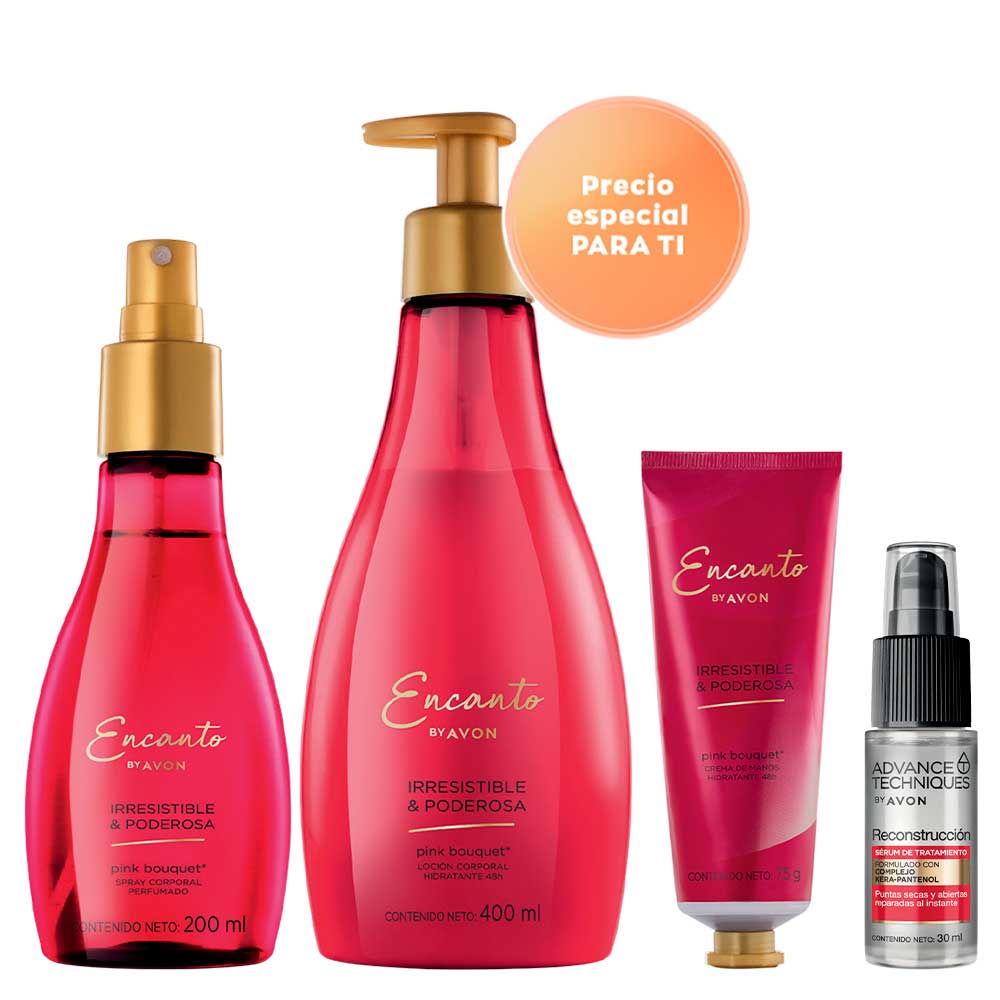 Precio
especial
PARA TI
Encanto
BY AVON
IRRESISTIBLE
& PODEROSA
pink bouquet*
SPRAY CORPORAL
PERFUMADO
CONTENIDO NETO: 200 ml
Encanto
BY AVON
IRRESISTIBLE
& PODEROSA
pink bouquet*
LOCIÓN CORPORAL
HIDRATANTE 48h
CONTENIDO NETO: 400 ml
Encanto
BY AVON
IRRESISTIBLE
& PODEROSA
pink bouquet*
CREMA DE MANOS
HIDRATANTE 48h
CONTENIDO NETO: 75 g
ADVANCE
TECHNIQUES
BY AVON
Reconstrucción
SÉRUM DE TRATAMIENTO
FORMULADO CON
COMPLEJO
KERA-PANTENOL
Puntas secas y abiertas
reparadas al instante
CONTENIDO NETO: 30 ml